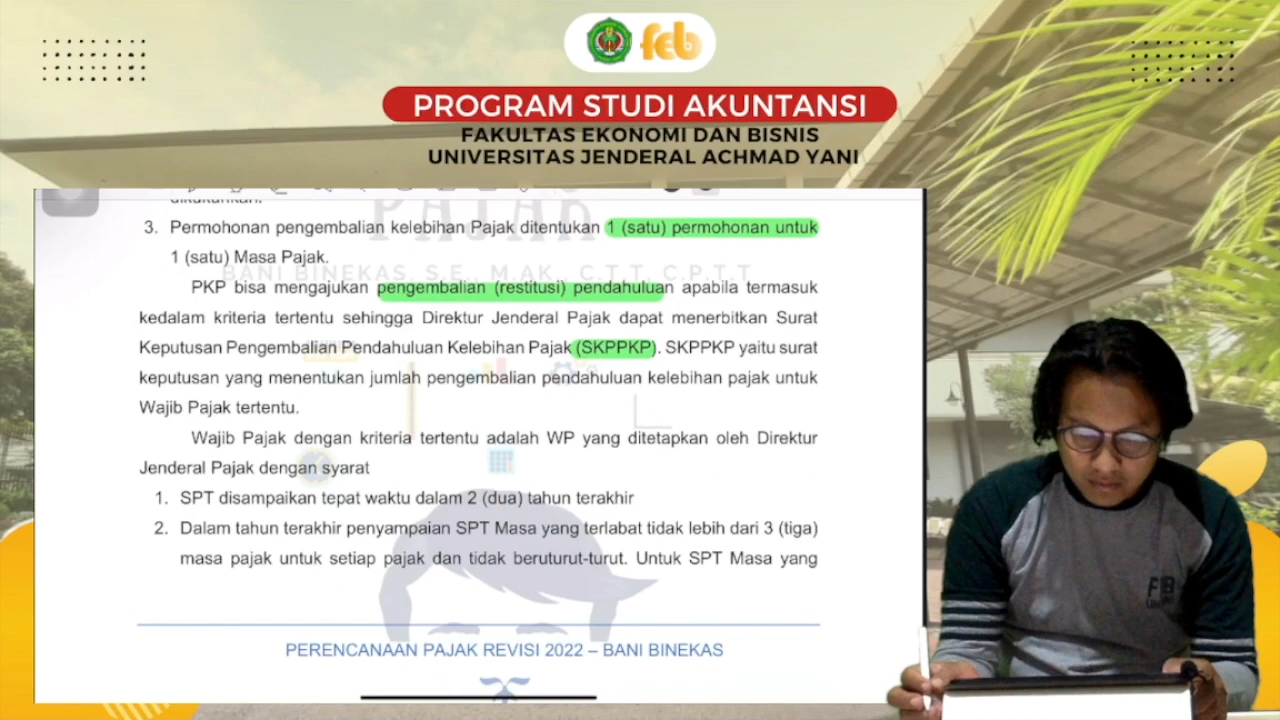 feb
PROGRAM STUDI AKUNTANSI
FAKULTAS EKONOMI DAN BISNIS
UNIVERSITAS JENDERAL ACHMAD YANI
PAJAK
dikukuhkan.
3. Permohonan pengembalian kelebihan Pajak ditentukan 1 (satu) permohonan untuk
1 (satu) Masa Pajak.
BANI BINEKAS, S.E., M.AK., C.T.T, C.P.T.T
PKP bisa mengajukan pengembalian (restitusi) pendahuluan apabila termasuk
kedalam kriteria tertentu sehingga Direktur Jenderal Pajak dapat menerbitkan Surat
Keputusan Pengembalian Pendahuluan Kelebihan Pajak (SKPPKP). SKPPKP yaitu surat
keputusan yang menentukan jumlah pengembalian pendahuluan kelebihan pajak untuk
Wajib Pajak tertentu.
Wajib Pajak dengan kriteria tertentu adalah WP yang ditetapkan oleh Direktur
Jenderal Pajak dengan syarat
1. SPT disampaikan tepat waktu dalam 2 (dua) tahun terakhir
2. Dalam tahun terakhir penyampaian SPT Masa yang terlabat tidak lebih dari 3 (tiga)
masa pajak untuk setiap pajak dan tidak beruturut-turut. Untuk SPT Masa yang
PERENCANAAN PAJAK REVISI 2022 – BANI BINEKAS